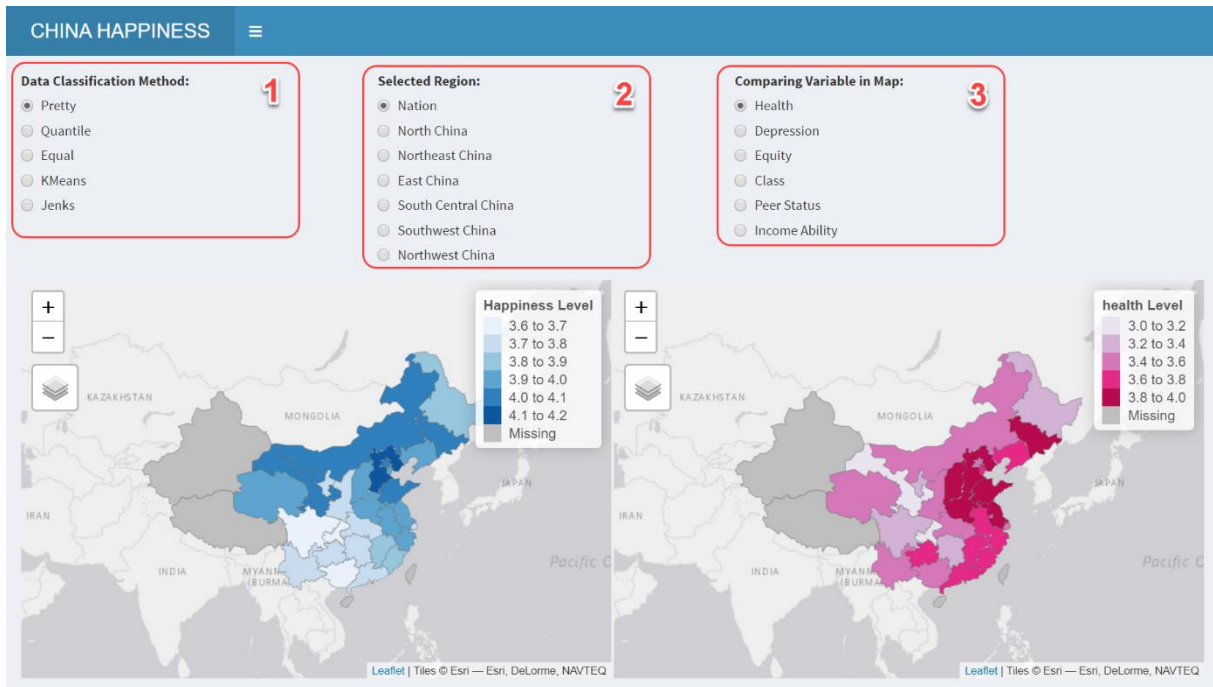 CHINA HAPPINESS
Data Classification Method:
Pretty
Quantile
Equal
KMeans
Jenks
1
Selected Region:
Nation
North China
Northeast China
East China
South Central China
Southwest China
Northwest China
2
Comparing Variable in Map:
Health
Depression
Equity
Class
Peer Status
Income Ability
3
+
−
Happiness Level
3.6 to 3.7
3.7 to 3.8
3.8 to 3.9
3.9 to 4.0
4.0 to 4.1
4.1 to 4.2
Missing
KAZAKHSTAN
MONGOLIA
JAPAN
IRAN
INDIA
MYANM
(BURMA
Pacific O
Leaflet | Tiles © Esri — Esri, DeLorme, NAVTEQ
+
−
health Level
3.0 to 3.2
3.2 to 3.4
3.4 to 3.6
3.6 to 3.8
3.8 to 4.0
Missing
KAZAKHSTAN
MONGOLIA
JAPAN
IRAN
INDIA
MYANM
(BURMA
Pacific O
Leaflet | Tiles © Esri — Esri, DeLorme, NAVTEQ